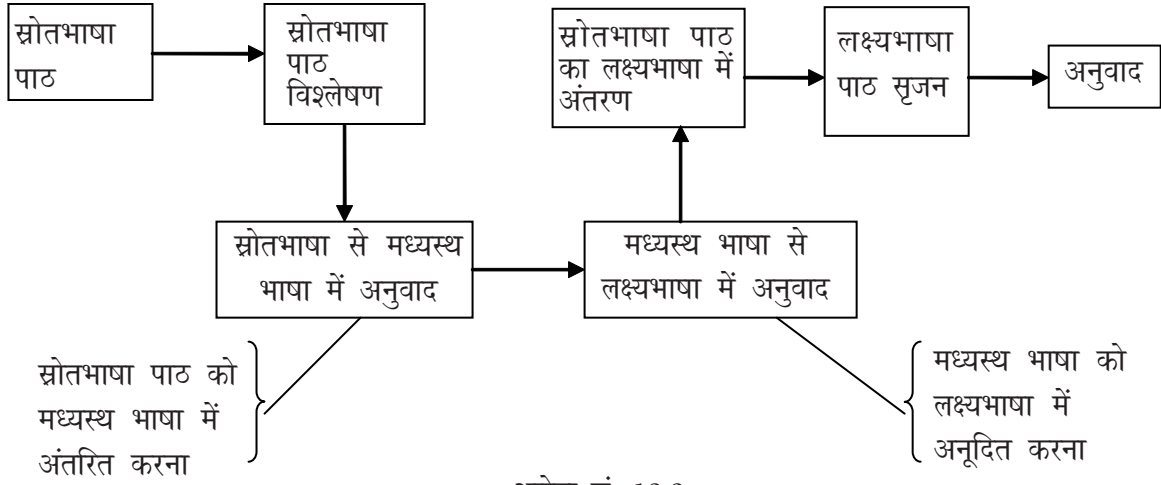 स्रोतभाषा
पाठ
स्रोतभाषा
पाठ
विश्लेषण
स्रोतभाषा से मध्यस्थ
भाषा में अनुवाद
स्रोतभाषा पाठ को
मध्यस्थ भाषा में
अंतरित करना
मध्यस्थ भाषा से
लक्ष्यभाषा में अनुवाद
मध्यस्थ भाषा को
लक्ष्यभाषा में
अनूदित करना
स्रोतभाषा पाठ
का लक्ष्यभाषा में
अंतरण
लक्ष्यभाषा
पाठ सृजन
अनुवाद